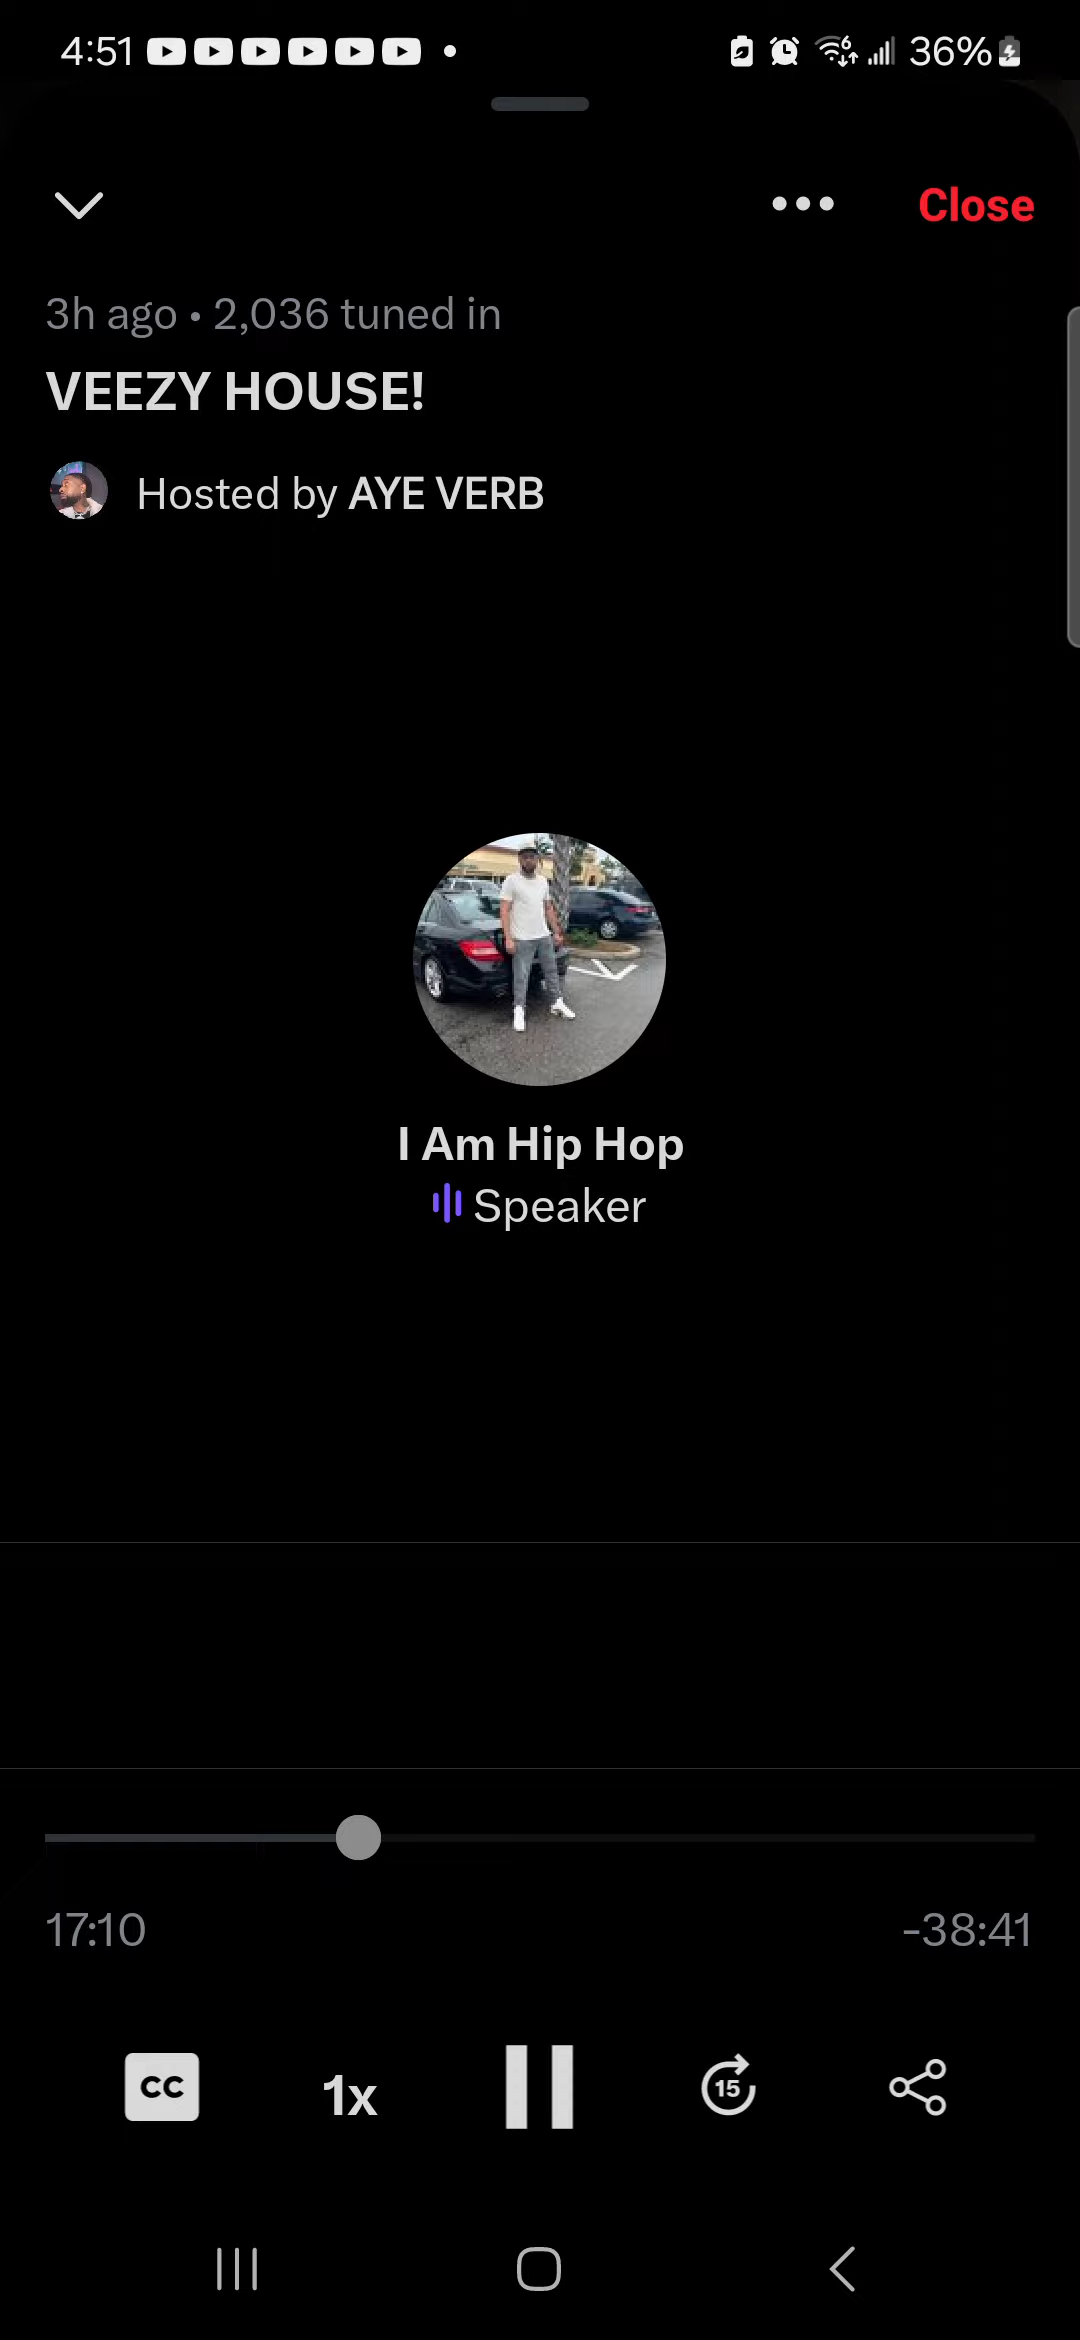 4:51 36%
Close
3h ago • 2,036 tuned in
VEEZY HOUSE!
Hosted by AYE VERB
I Am Hip Hop
Speaker
17:10 -38:41
CC 1x 15